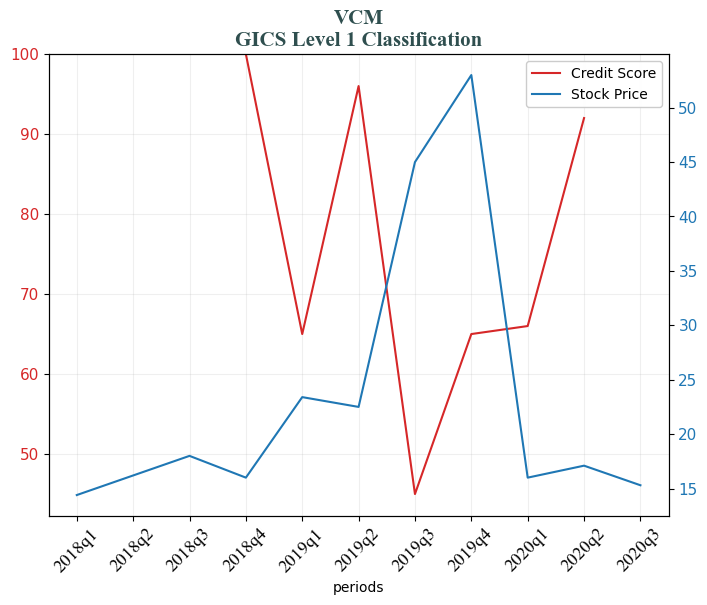 VCM
GICS Level 1 Classification
Credit Score
Stock Price
100
90
80
70
60
50
50
45
40
35
30
25
20
15
2018q1
2018q2
2018q3
2018q4
2019q1
2019q2
2019q3
2019q4
2020q1
2020q2
2020q3
periods